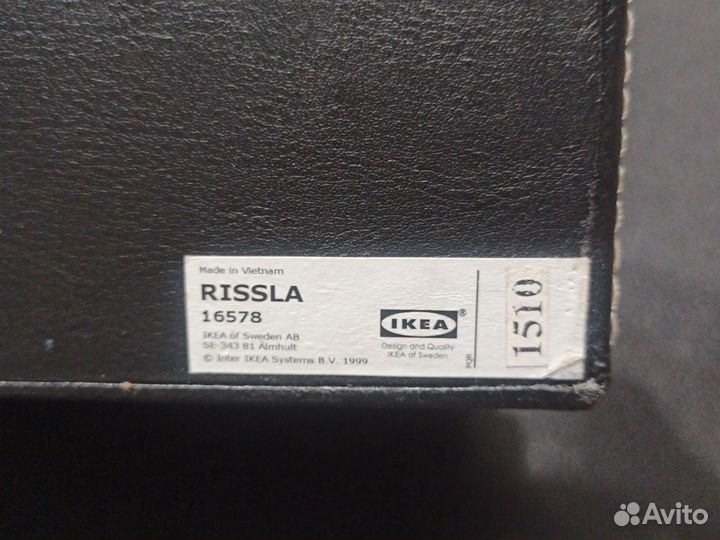 Made in Vietnam
RISSLA
16578
IKEA of Sweden AB
SE-343 81 Älmhult
© Inter IKEA Systems B.V. 1999
IKEA®
Design and Quality
IKEA of Sweden
PQR
1510
Avito